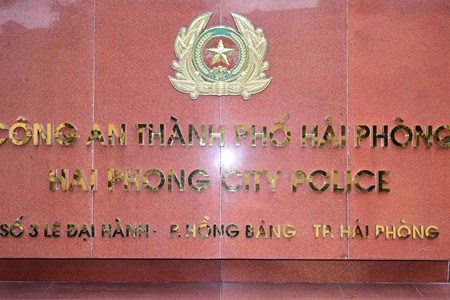 CÔNG AN THÀNH PHỐ HẢI PHÒNG
HAI PHONG CITY POLICE
SỐ 3 LÊ ĐẠI HÀNH - P. HỒNG BÀNG TP. HẢI PHÒNG